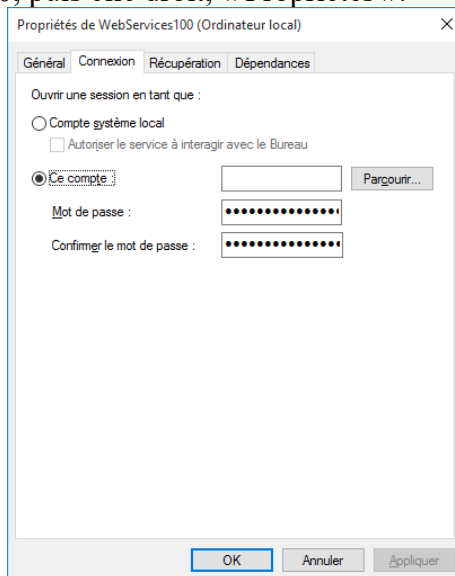 Propriétés de WebServices100 (Ordinateur local)
Général Connexion Récupération Dépendances
Ouvrir une session en tant que :
Compte système local
Autoriser le service à interagir avec le Bureau
Ce compte : Parcourir...
Mot de passe : •••••••••••••••
Confirmer le mot de passe : •••••••••••••••
OK Annuler Appliquer